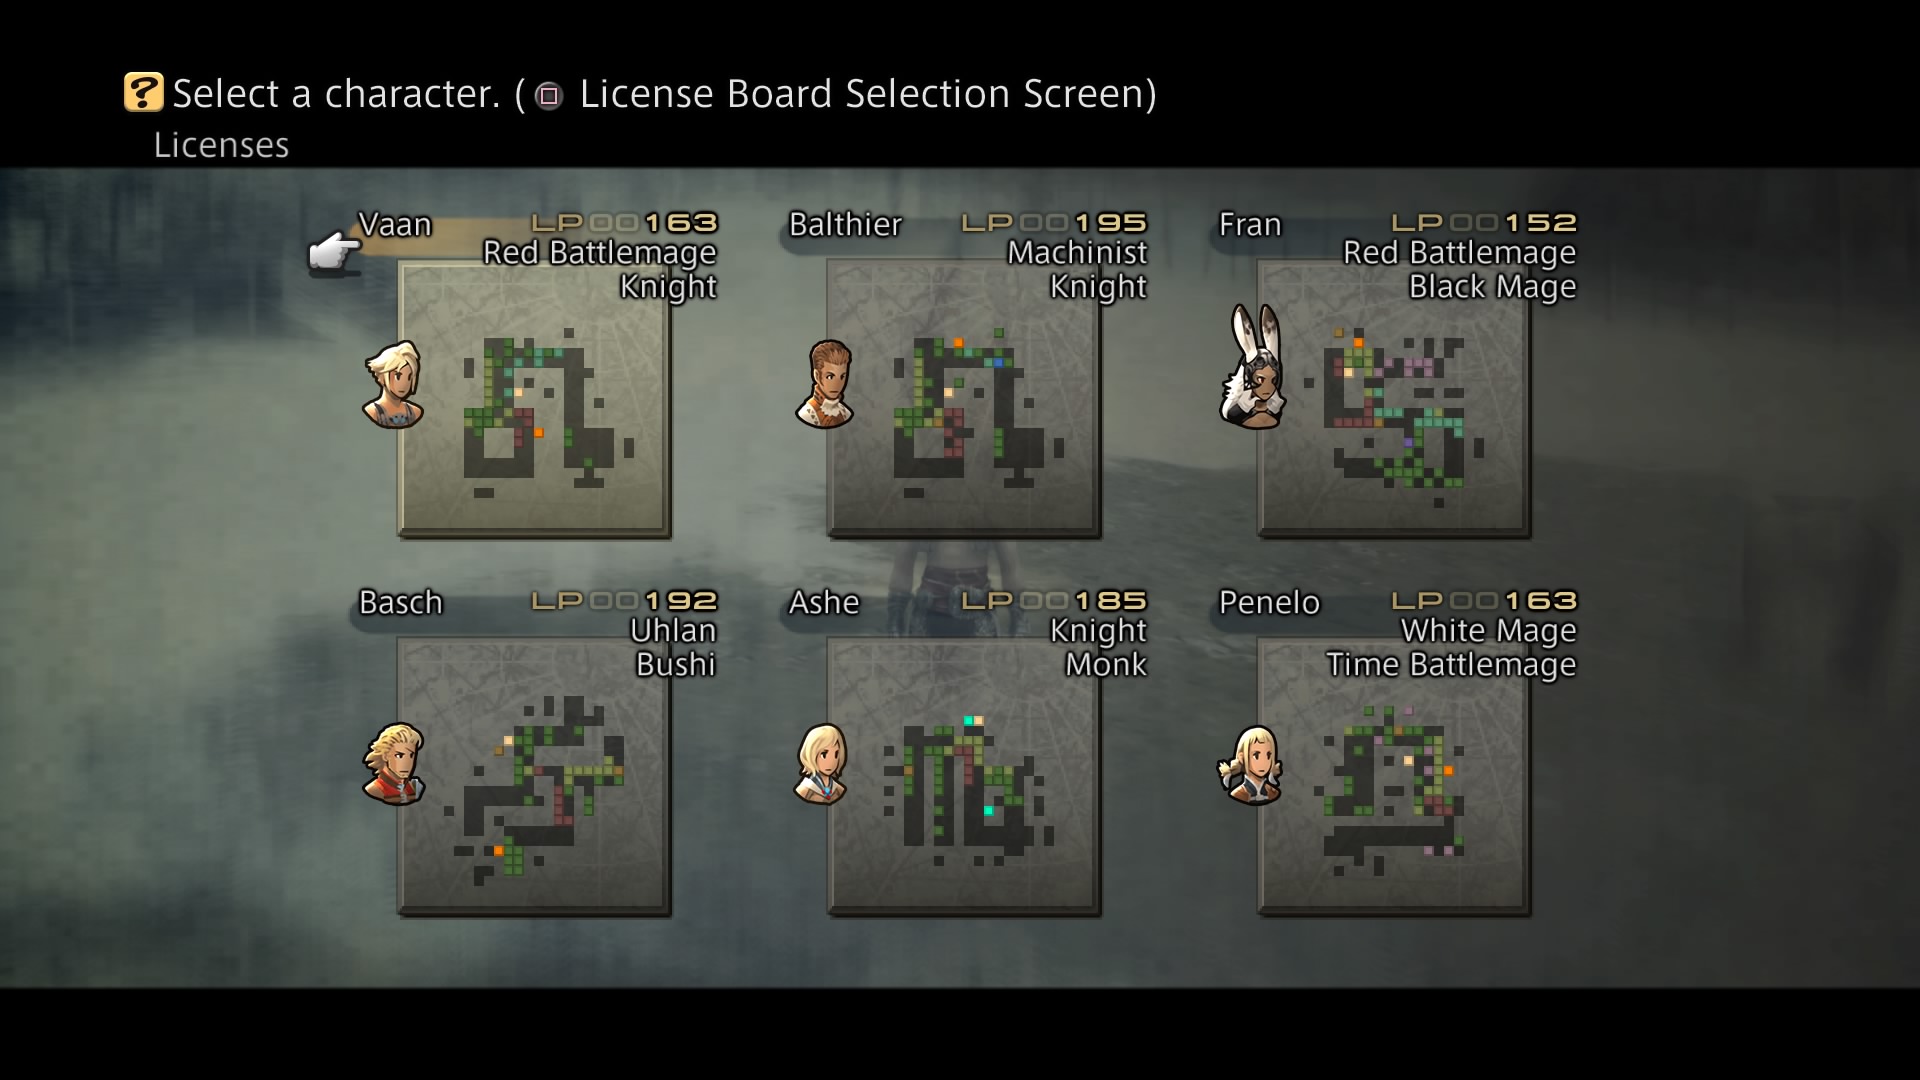 ? Select a character. ( License Board Selection Screen)
Licenses
Vaan LP 00163
Red Battlemage
Knight
Balthier LP 00195
Machinist
Knight
Fran LP 00152
Red Battlemage
Black Mage
Basch LP 00192
Uhlan
Bushi
Ashe LP 00185
Knight
Monk
Penelo LP 00163
White Mage
Time Battlemage